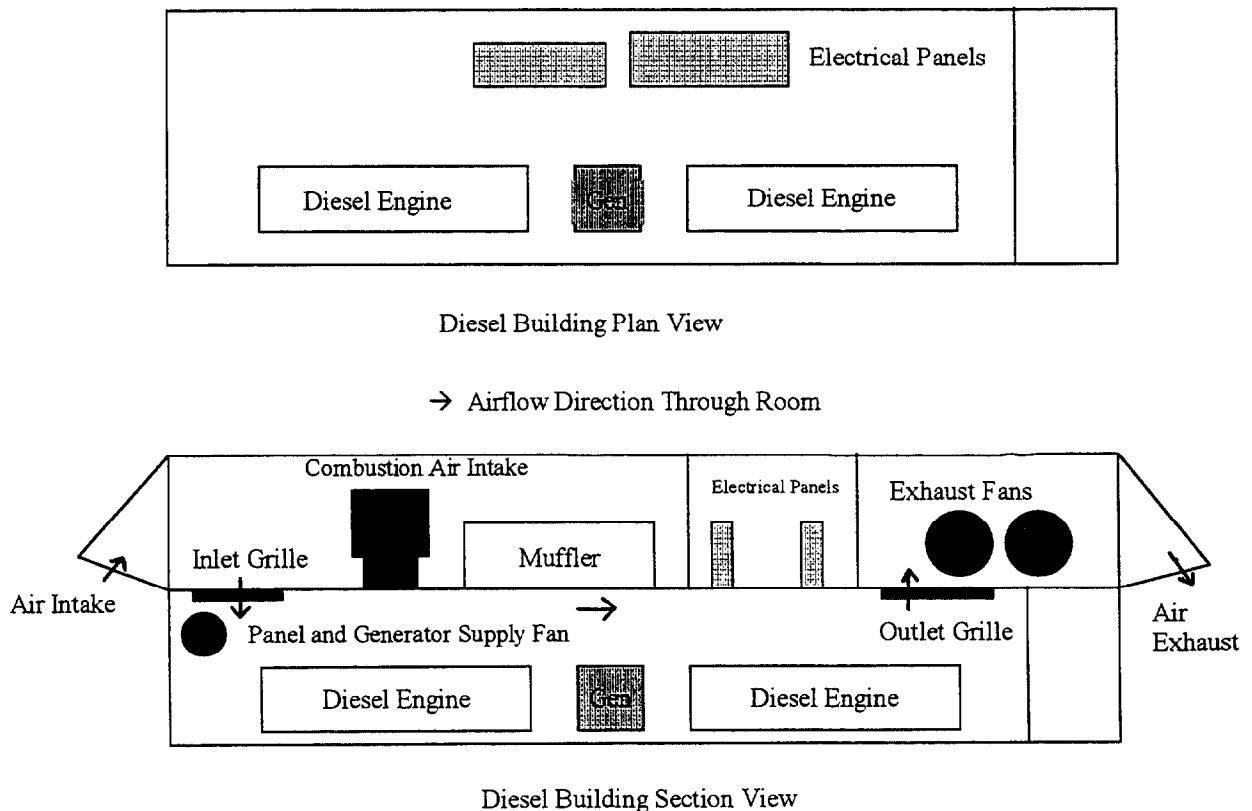 Electrical Panels
Diesel Engine
Gen
Diesel Engine
Diesel Building Plan View
→ Airflow Direction Through Room
Combustion Air Intake
Electrical Panels
Exhaust Fans
Inlet Grille
Muffler
Air Intake
Panel and Generator Supply Fan
Outlet Grille
Air
Exhaust
Diesel Engine
Gen
Diesel Engine
Diesel Building Section View